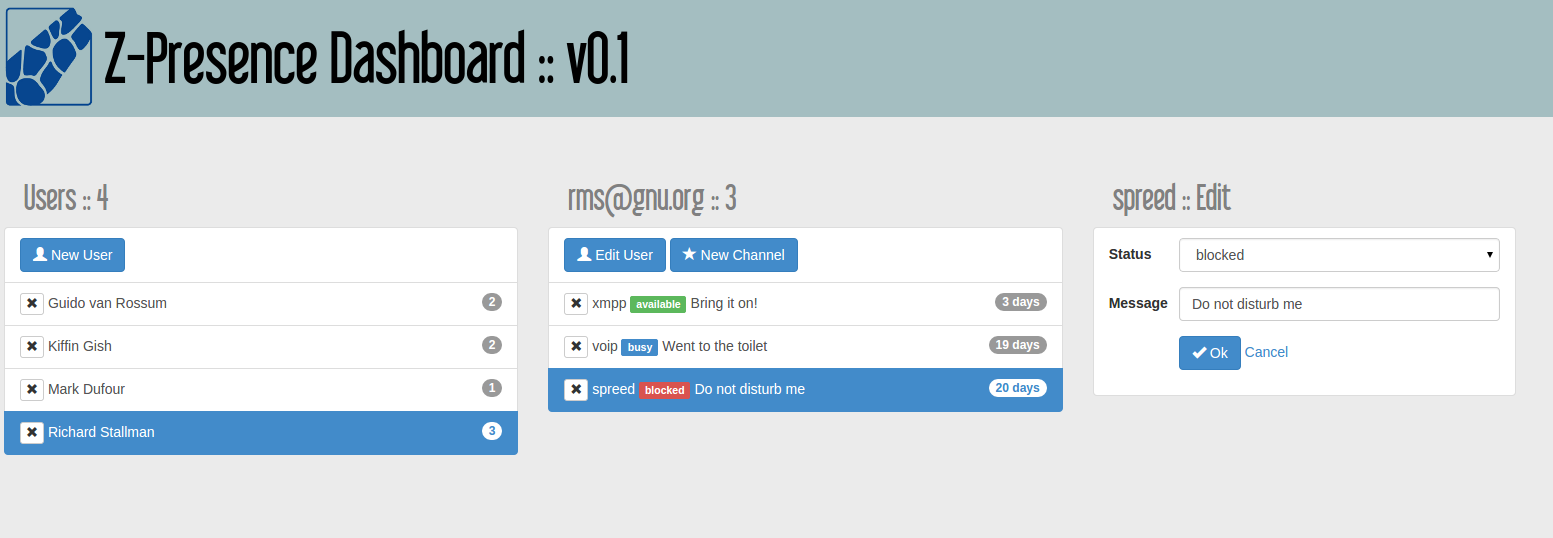 Z-Presence Dashboard :: v0.1
Users :: 4
New User
Guido van Rossum 2
Kiffin Gish 2
Mark Dufour 1
Richard Stallman 3
rms@gnu.org :: 3
Edit User New Channel
xmpp available Bring it on! 3 days
voip busy Went to the toilet 19 days
spreed blocked Do not disturb me 20 days
spreed :: Edit
Status blocked
Message Do not disturb me
Ok Cancel